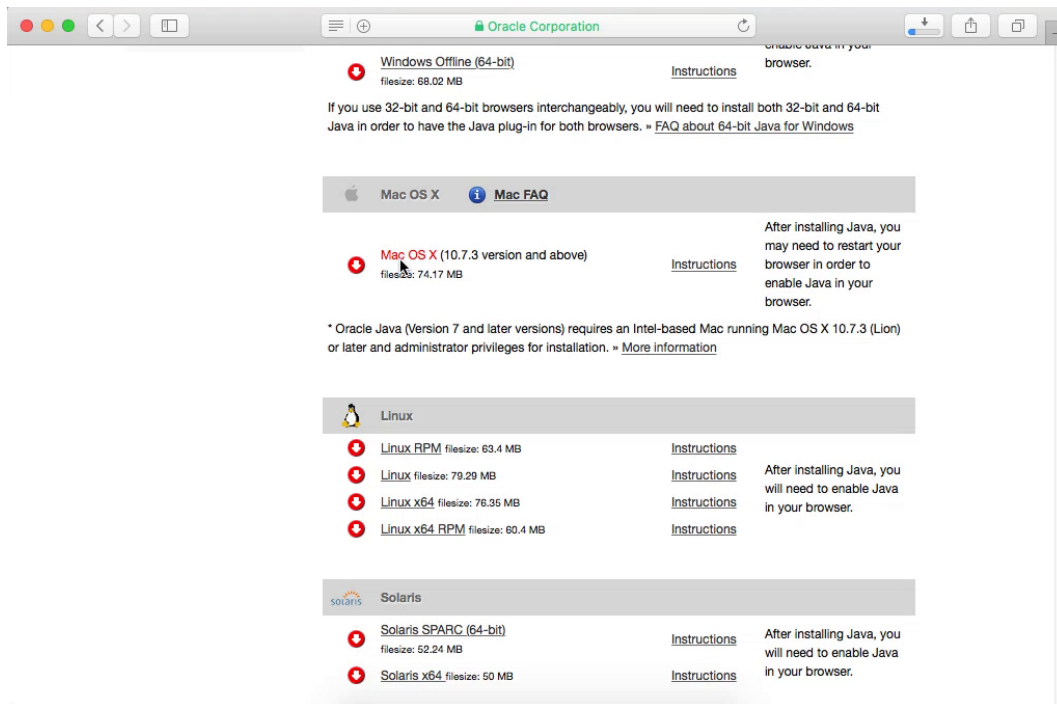 Oracle Corporation
enable Java in your
browser.
Windows Offline (64-bit)
filesize: 68.02 MB
Instructions
If you use 32-bit and 64-bit browsers interchangeably, you will need to install both 32-bit and 64-bit
Java in order to have the Java plug-in for both browsers. » FAQ about 64-bit Java for Windows
Mac OS X
Mac FAQ
Mac OS X (10.7.3 version and above)
filesize: 74.17 MB
Instructions
After installing Java, you
may need to restart your
browser in order to
enable Java in your
browser.
* Oracle Java (Version 7 and later versions) requires an Intel-based Mac running Mac OS X 10.7.3 (Lion)
or later and administrator privileges for installation. » More information
Linux
Linux RPM filesize: 63.4 MB Instructions
Linux filesize: 79.29 MB Instructions
Linux x64 filesize: 76.35 MB Instructions
Linux x64 RPM filesize: 60.4 MB Instructions
After installing Java, you
will need to enable Java
in your browser.
solaris Solaris
Solaris SPARC (64-bit)
filesize: 52.24 MB
Instructions
Solaris x64 filesize: 50 MB Instructions
After installing Java, you
will need to enable Java
in your browser.